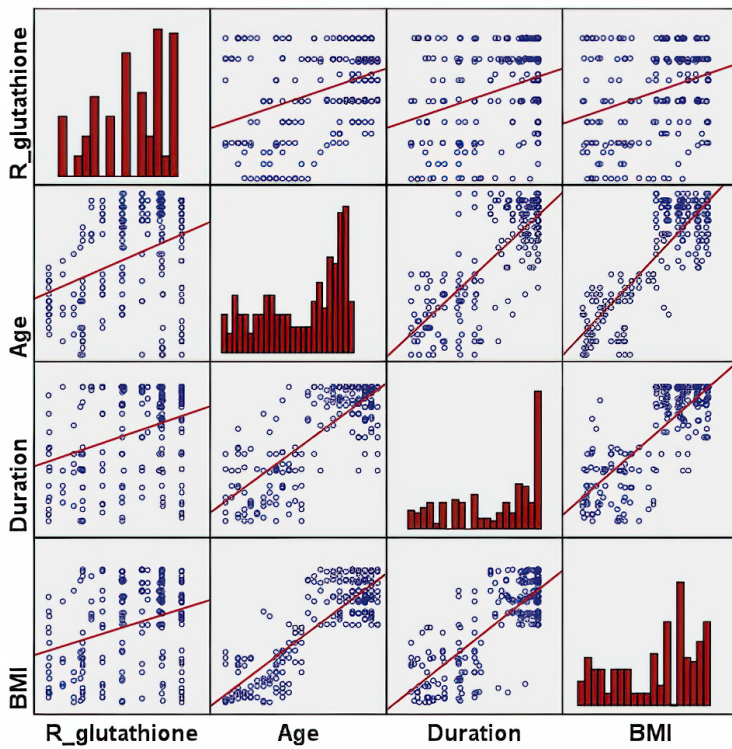 R_glutathione
Age
Duration
BMI
R_glutathione
Age
Duration
BMI